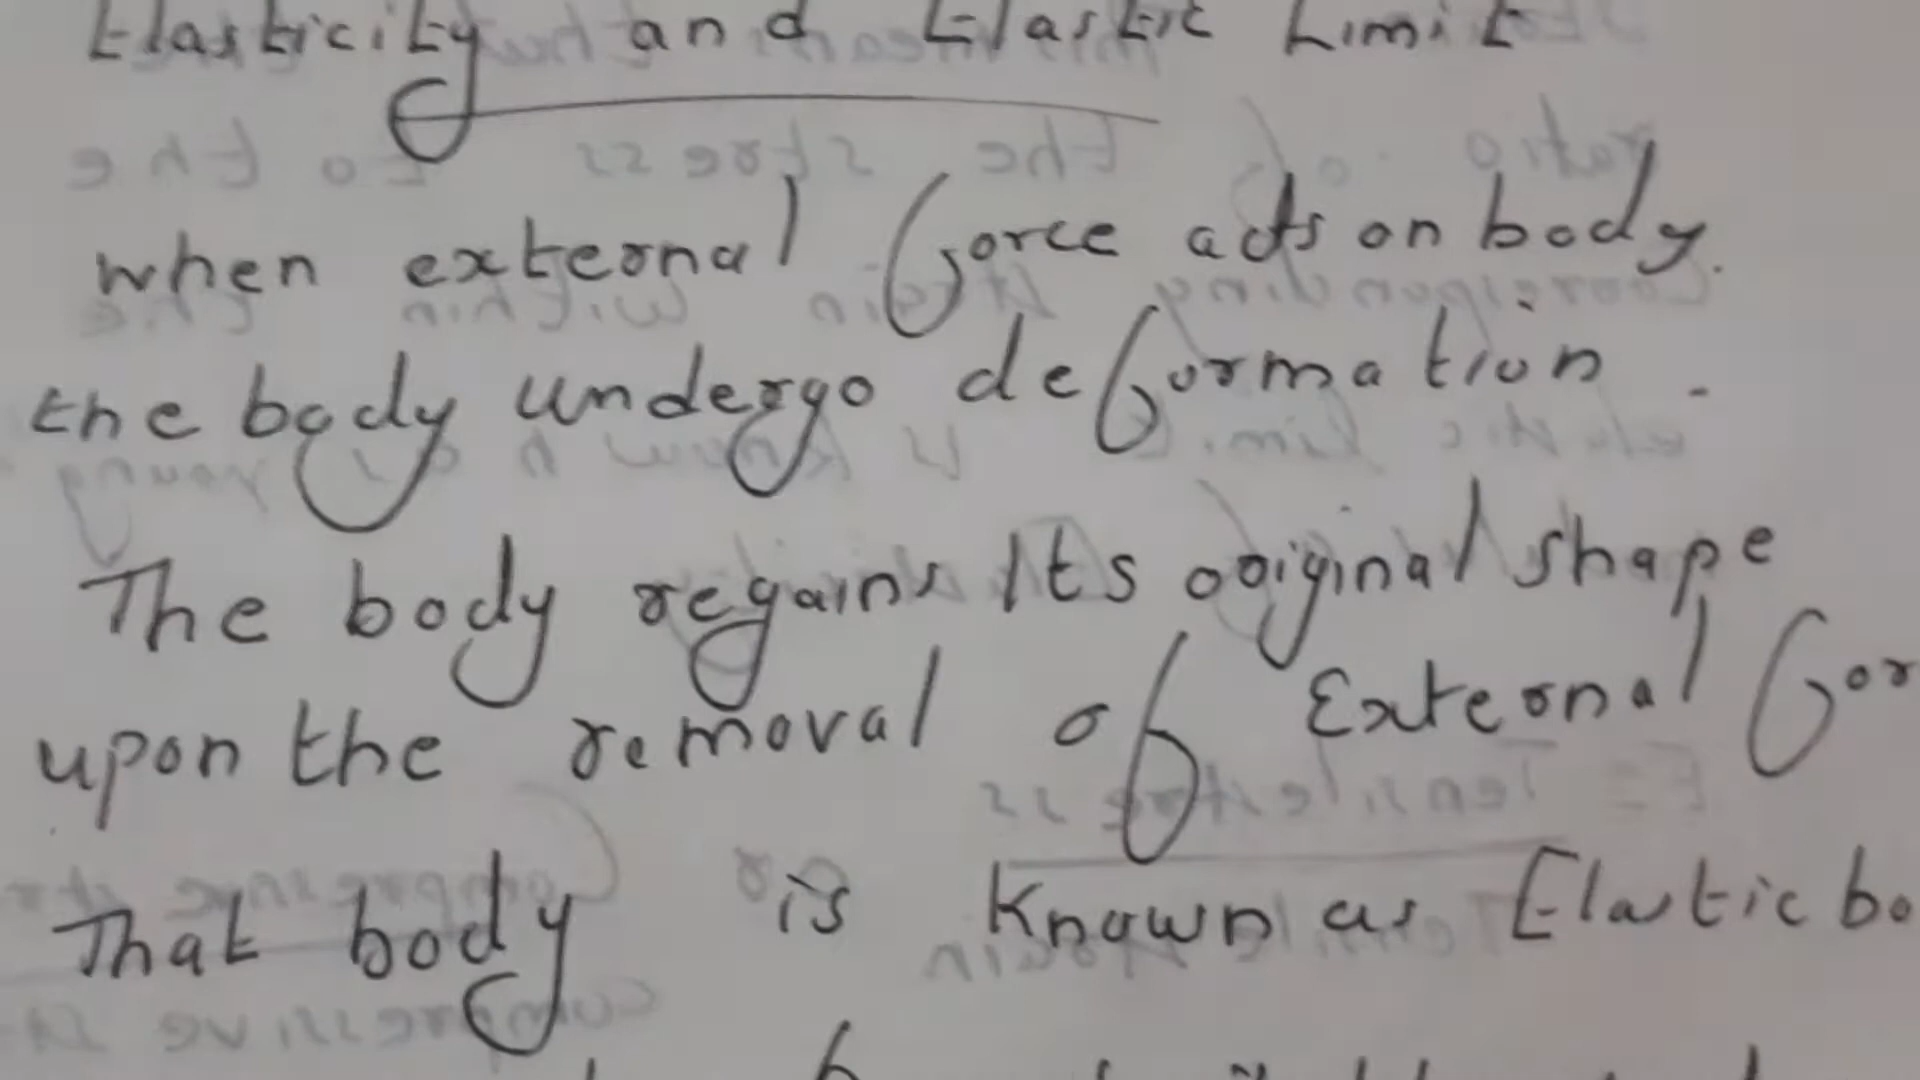 Elasticity and Elastic Limit
when external force acts on body.
the body undergo deformation.
The body regains Its original shape
upon the removal of External for
That body is Known as Elastic bo